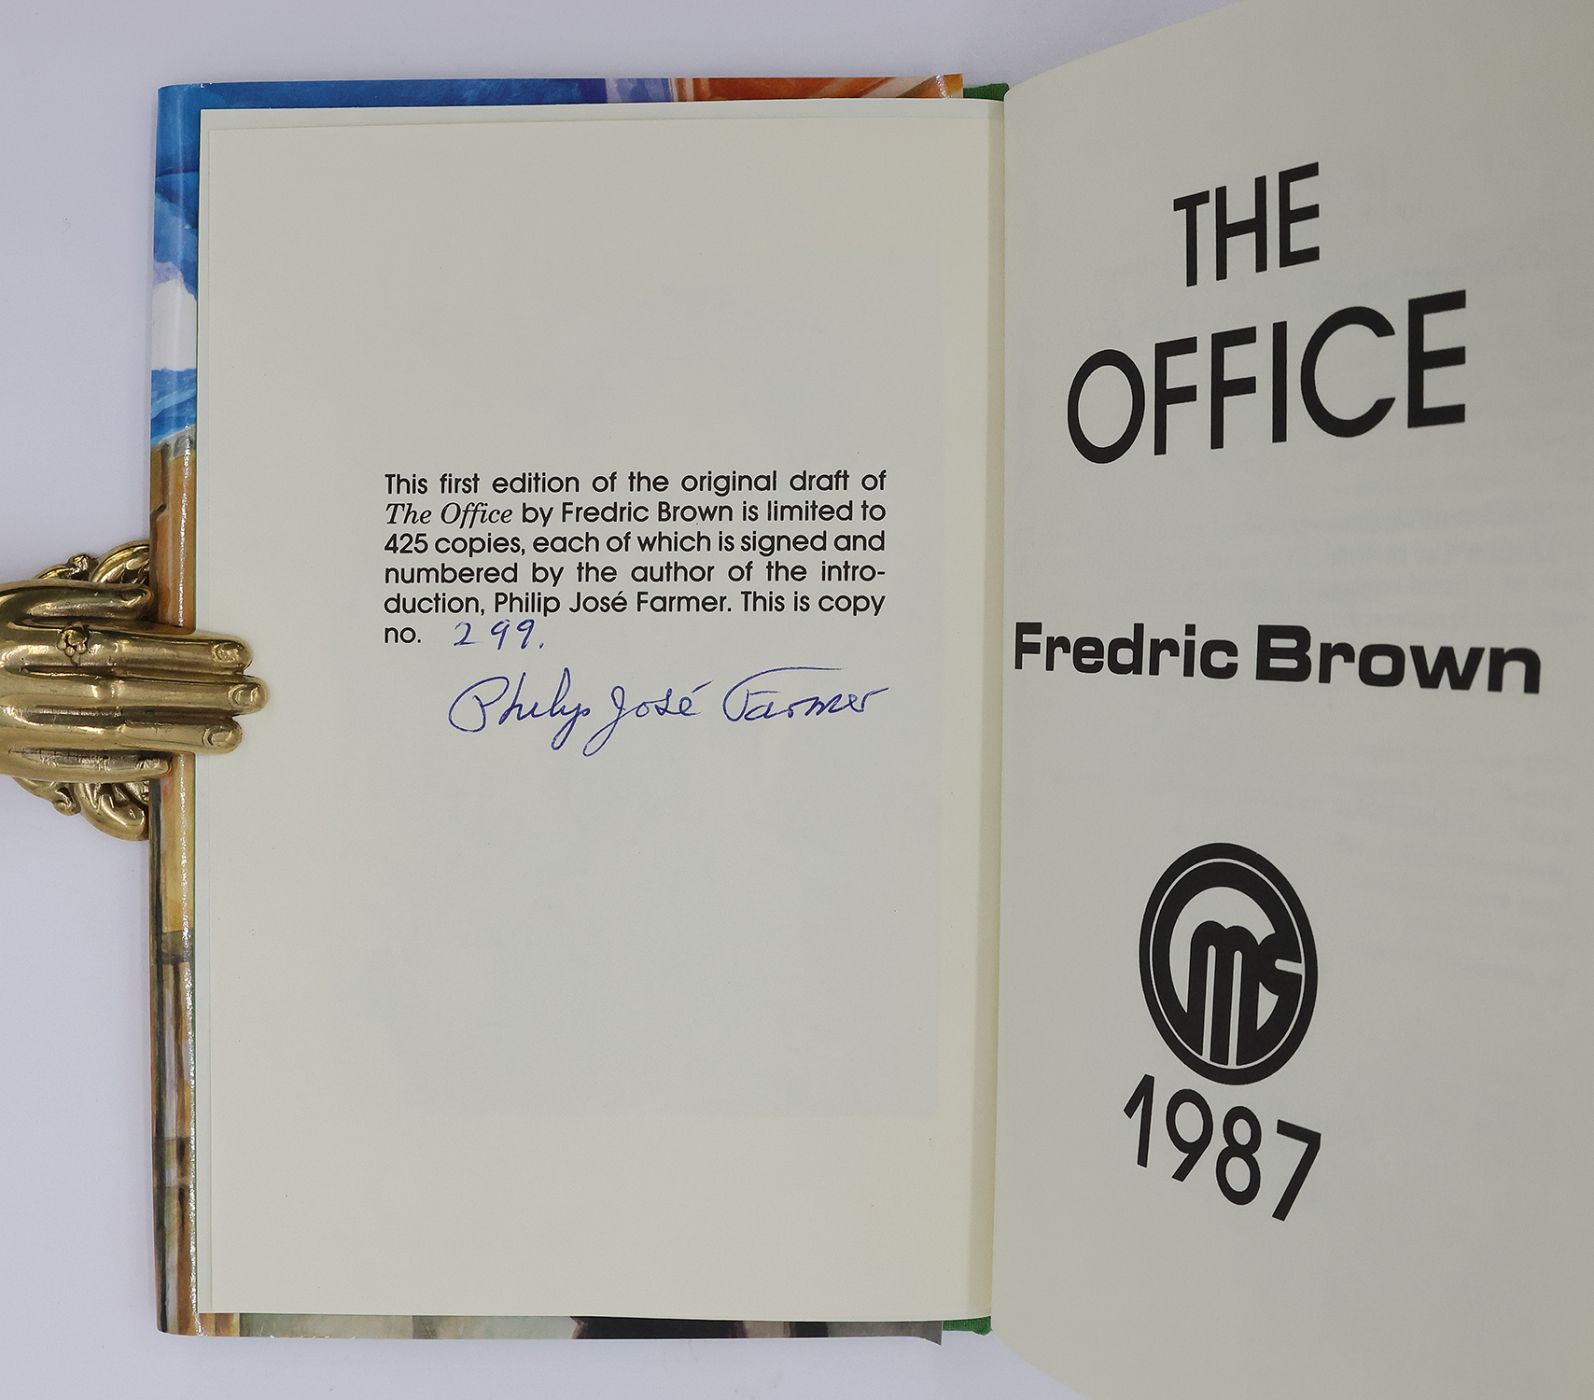 This first edition of the original draft of
The Office by Fredric Brown is limited to
425 copies, each of which is signed and
numbered by the author of the intro-
duction, Philip José Farmer. This is copy
no. 299.
Philip José Farmer
THE
OFFICE
Fredric Brown
GMS
1987